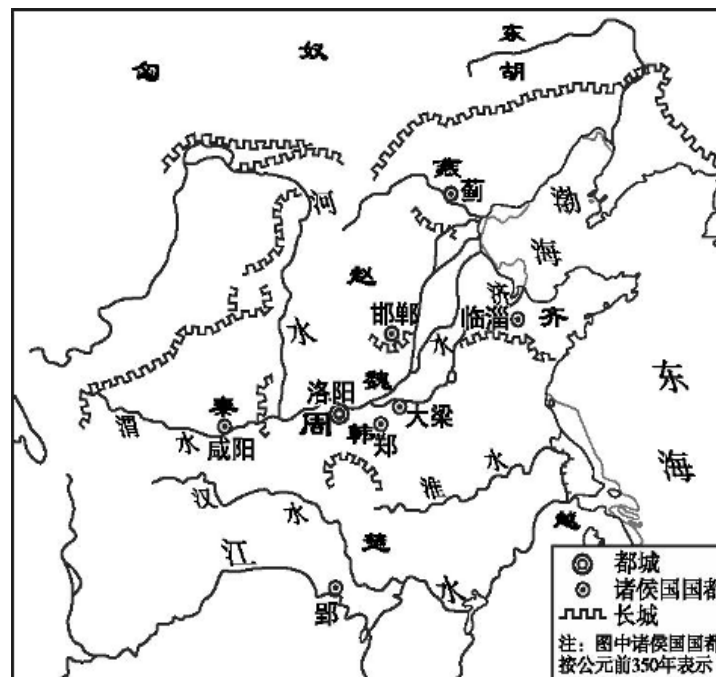 匈
奴
东
胡
燕
蓟
渤
海
河
水
赵
邯郸
济
水
临淄
齐
魏
洛阳
周
韩
郑
大梁
秦
咸阳
渭
水
东
海
淮
水
汉
水
楚
越
江
水
郢
都城
诸侯国国都
长城
注：图中诸侯国国都
按公元前350年表示